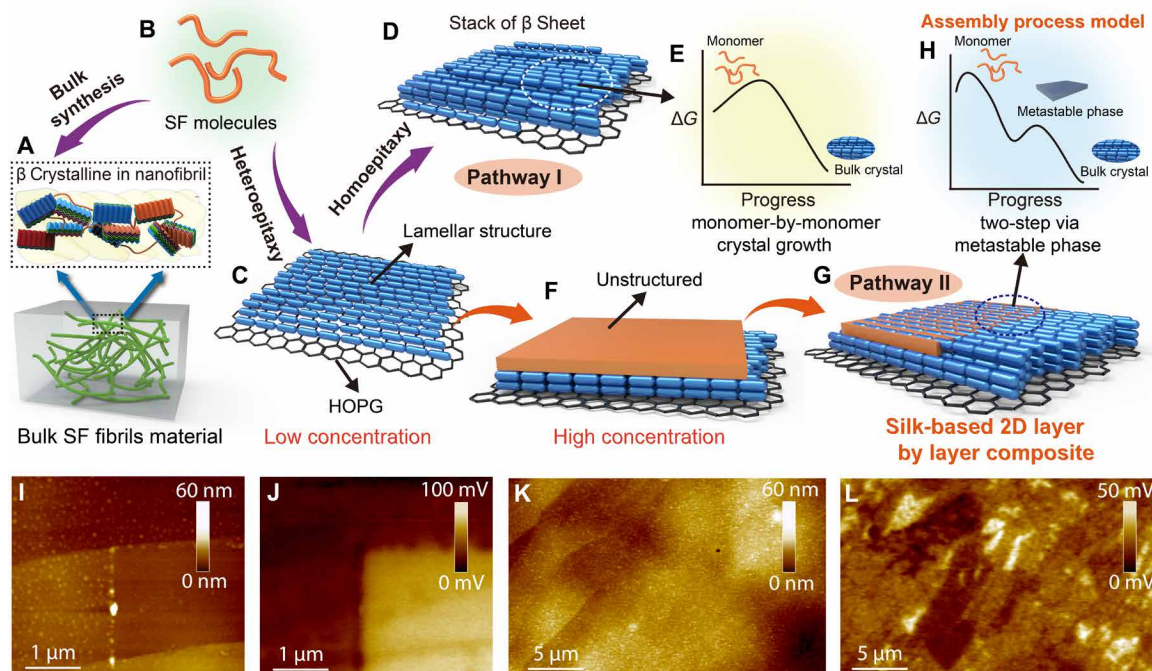 A
B
Bulk
synthesis
SF molecules
β Crystalline in nanofibril
Bulk SF fibrils material
Heteroepitaxy
Homoepitaxy
C
Lamellar structure
HOPG
Low concentration
D
Stack of β Sheet
Pathway I
E
Monomer
ΔG
Bulk crystal
Progress
monomer-by-monomer
crystal growth
Assembly process model
H
Monomer
Metastable phase
ΔG
Bulk crystal
Progress
two-step via
metastable phase
F
Unstructured
High concentration
G
Pathway II
Silk-based 2D layer
by layer composite
I
60 nm
0 nm
1 μm
J
100 mV
0 mV
1 μm
K
60 nm
0 nm
5 μm
L
50 mV
0 mV
5 μm